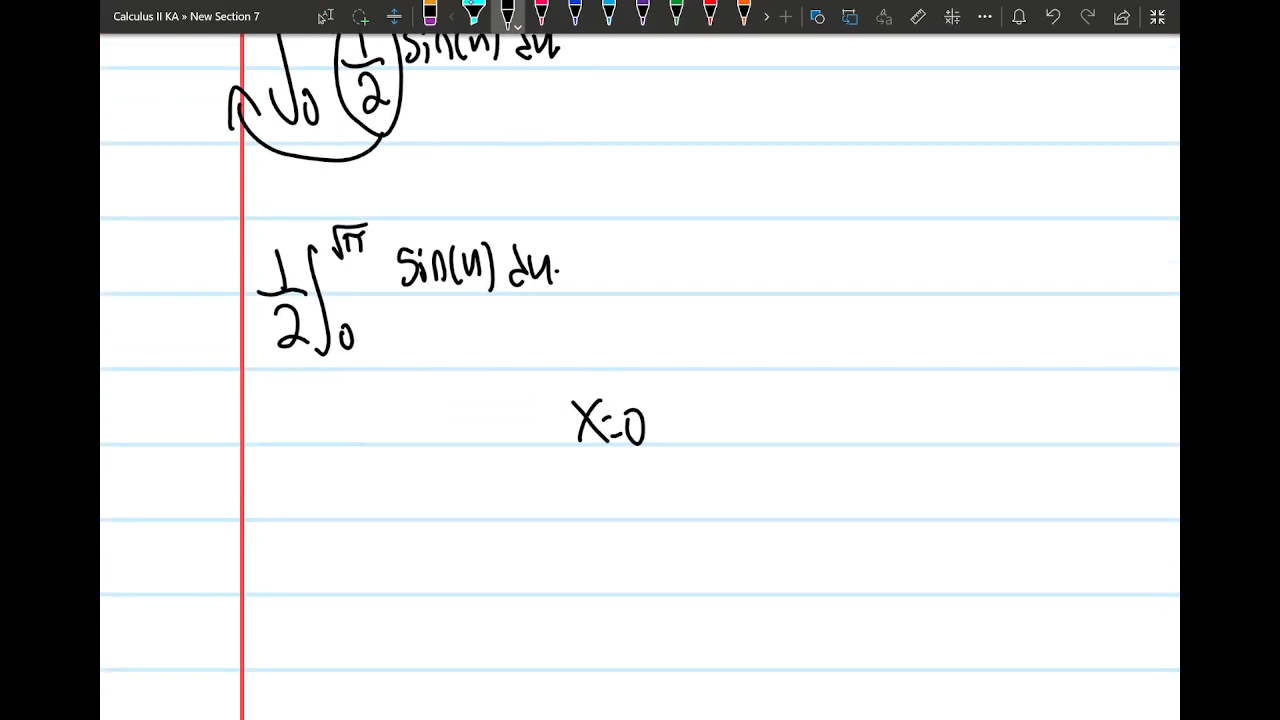 Calculus II KA » New Section 7
∫₀ 1/2 sin(u) du
1/2 ∫₀^√π sin(u) du.
x=0